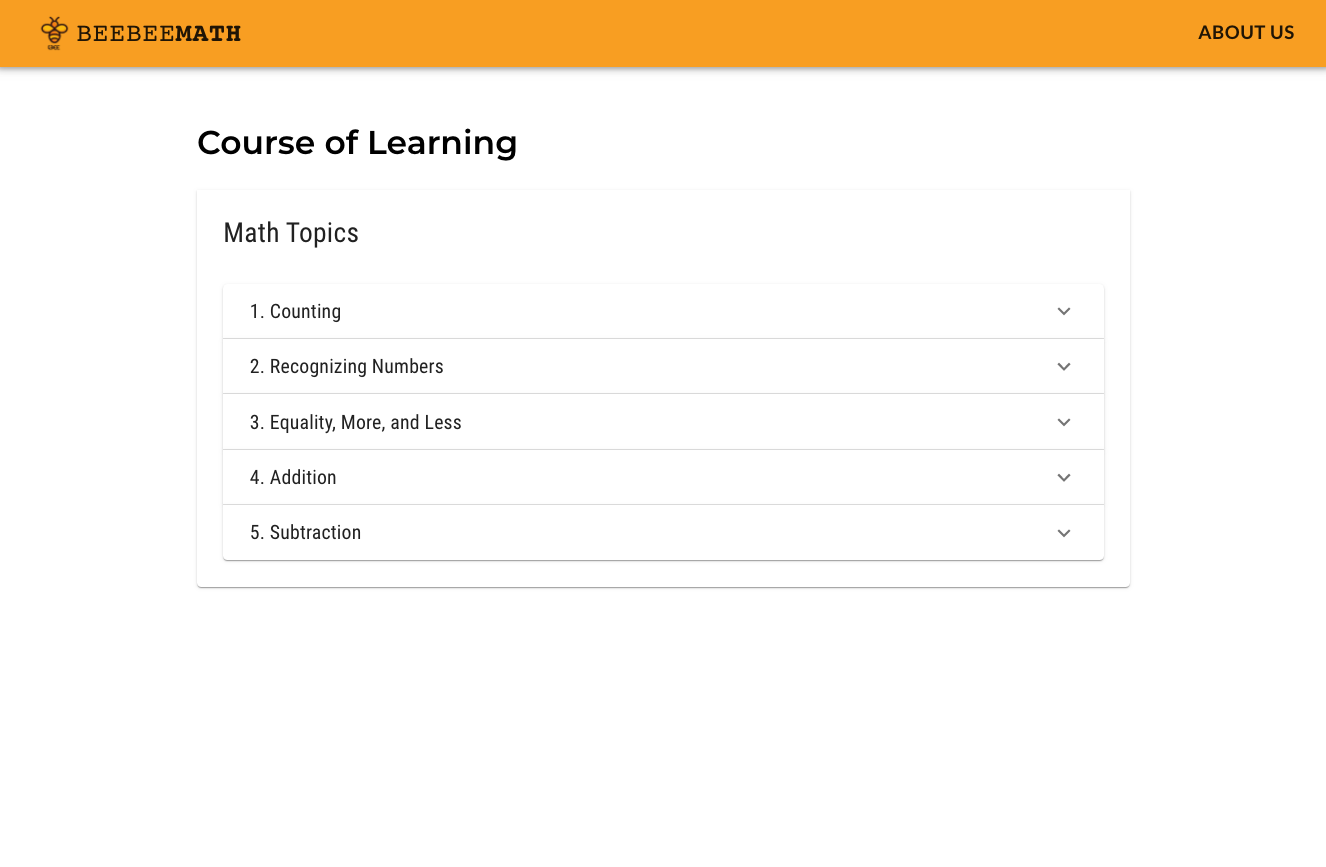 BEEBEEMATH
ABOUT US
Course of Learning
Math Topics
1. Counting
2. Recognizing Numbers
3. Equality, More, and Less
4. Addition
5. Subtraction